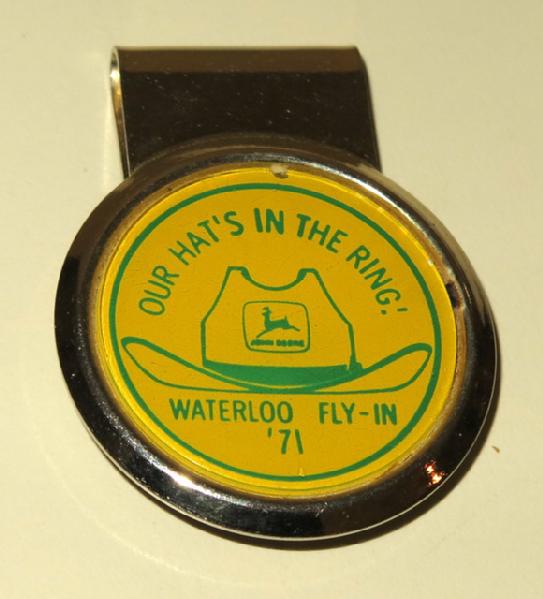 OUR HAT'S IN THE RING!
JOHN DEERE
WATERLOO FLY-IN
'71